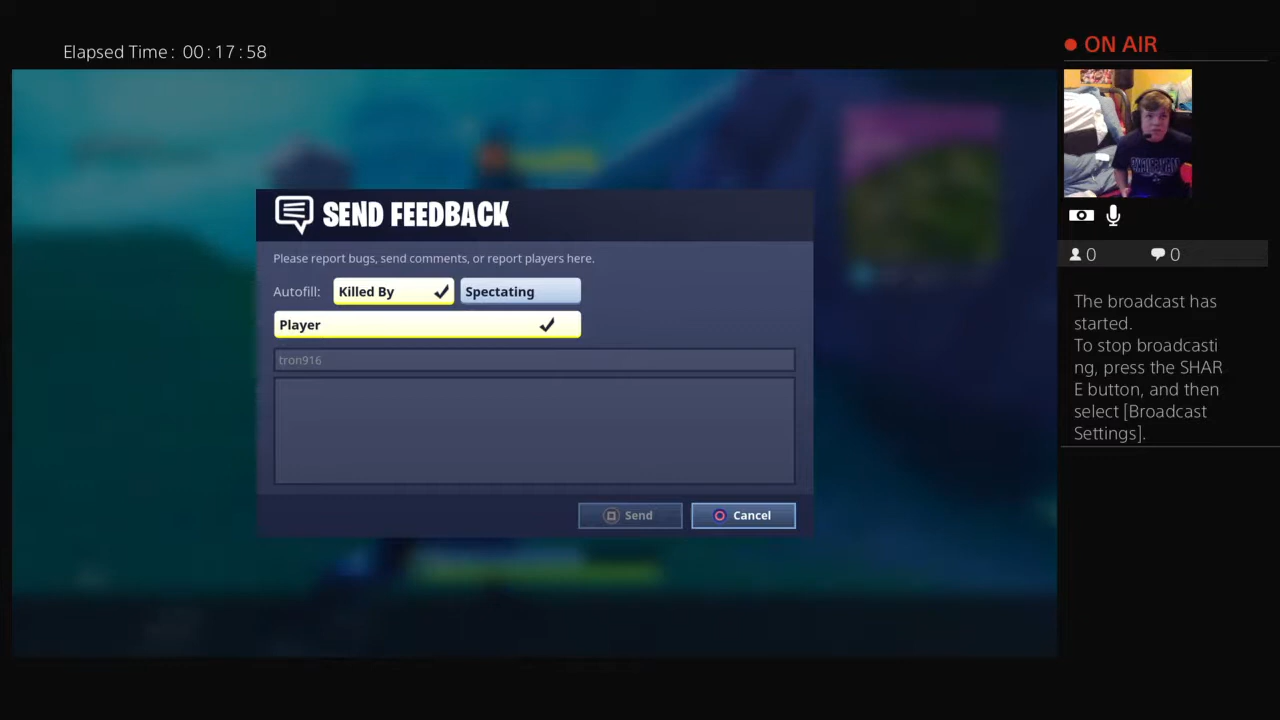 Elapsed Time: 00:17:58
ON AIR
SEND FEEDBACK
Please report bugs, send comments, or report players here.
Autofill: Killed By Spectating
Player
tron916
Send Cancel
0 0
The broadcast has
started.
To stop broadcasti
ng, press the SHAR
E button, and then
select [Broadcast
Settings].